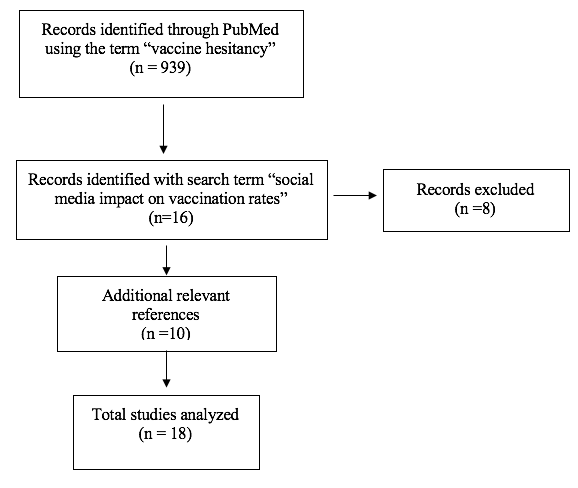 Records identified through PubMed
using the term “vaccine hesitancy”
(n = 939)
Records identified with search term “social
media impact on vaccination rates”
(n=16)
Records excluded
(n =8)
Additional relevant
references
(n =10)
Total studies analyzed
(n = 18)